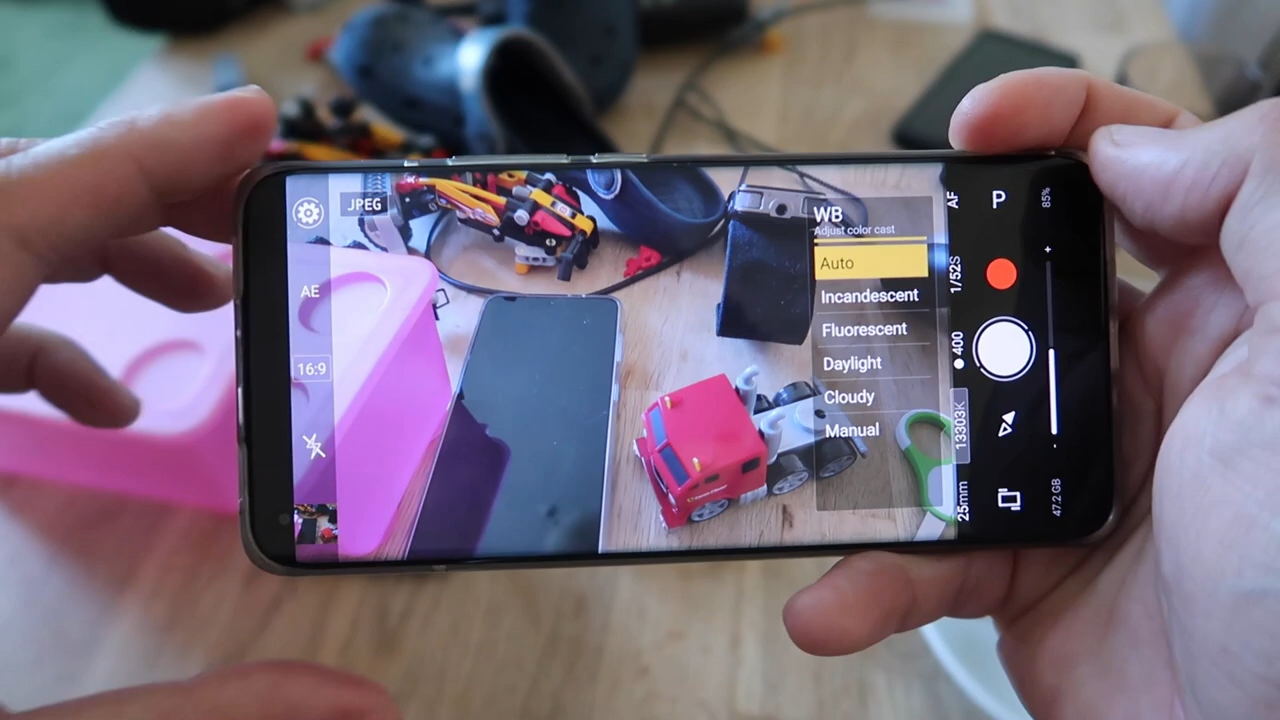 JPEG
AE
16:9
WB
Adjust color cast
Auto
Incandescent
Fluorescent
Daylight
Cloudy
Manual
AF
1/52S
400
13303K
25mm
P
85%
+
47.2 GB